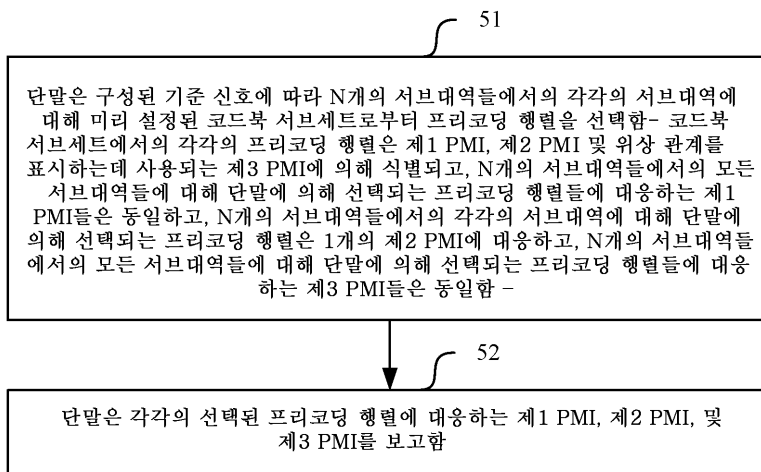 51
단말은 구성된 기준 신호에 따라 N개의 서브대역들에서의 각각의 서브대역에
대해 미리 설정된 코드북 서브세트로부터 프리코딩 행렬을 선택함- 코드북
서브세트에서의 각각의 프리코딩 행렬은 제1 PMI, 제2 PMI 및 위상 관계를
표시하는데 사용되는 제3 PMI에 의해 식별되고, N개의 서브대역들에서의 모든
서브대역들에 대해 단말에 의해 선택되는 프리코딩 행렬들에 대응하는 제1
PMI들은 동일하고, N개의 서브대역들에서의 각각의 서브대역에 대해 단말에
의해 선택되는 프리코딩 행렬은 1개의 제2 PMI에 대응하고, N개의 서브대역들
에서의 모든 서브대역들에 대해 단말에 의해 선택되는 프리코딩 행렬들에 대응
하는 제3 PMI들은 동일함 –
52
단말은 각각의 선택된 프리코딩 행렬에 대응하는 제1 PMI, 제2 PMI, 및
제3 PMI를 보고함